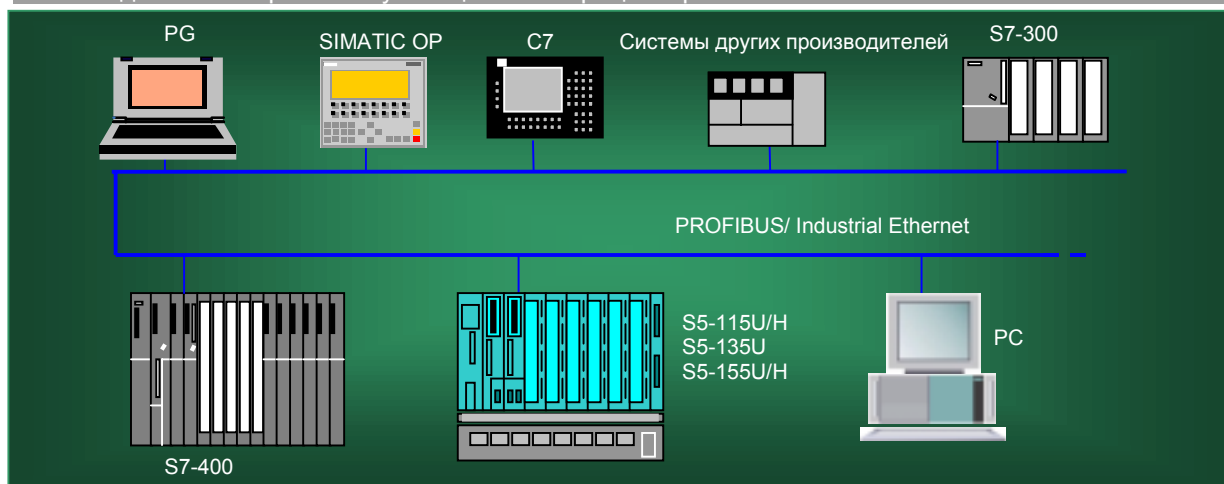 PG
SIMATIC OP
C7
Системы других производителей
S7-300
PROFIBUS/ Industrial Ethernet
S5-115U/H
S5-135U
S5-155U/H
PC
S7-400